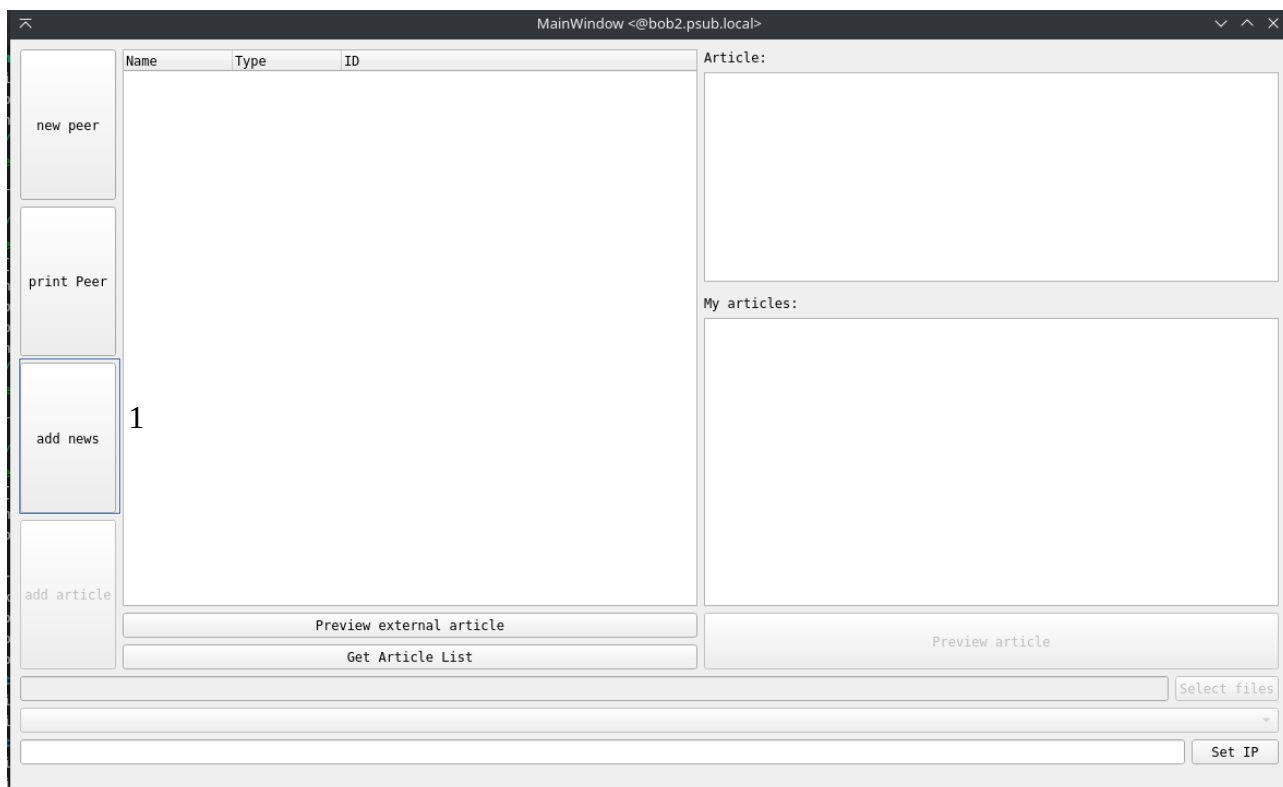 MainWindow <@bob2.psub.local>
new peer
print Peer
add news
add article
Name Type ID
1
Preview external article
Get Article List
Article:
My articles:
Preview article
Select files
Set IP